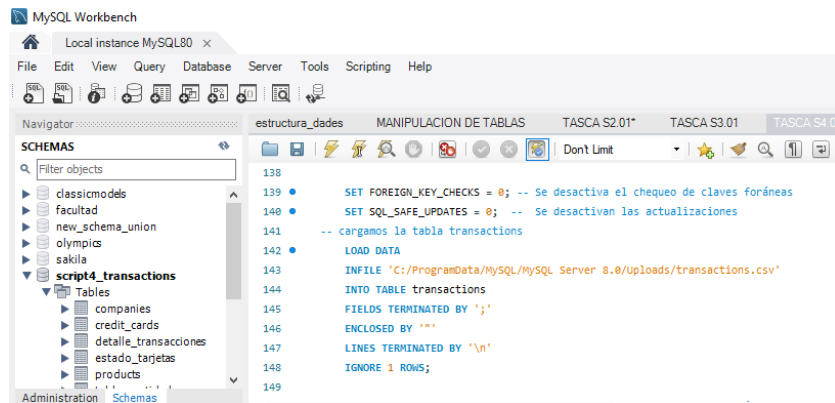 MySQL Workbench
Local instance MySQL80 ×
File Edit View Query Database Server Tools Scripting Help
Navigator
SCHEMAS
Filter objects
classicmodels
facultad
new_schema_union
olympics
sakila
script4_transactions
Tables
companies
credit_cards
detalle_transacciones
estado_tarjetas
products
Administration Schemas
estructura_dades MANIPULACION DE TABLAS TASCA S2.01* TASCA S3.01 TASCA S4.0
Don't Limit
138
139 SET FOREIGN_KEY_CHECKS = 0; -- Se desactiva el chequeo de claves foráneas
140 SET SQL_SAFE_UPDATES = 0; -- Se desactivan las actualizaciones
141 -- cargamos la tabla transactions
142 LOAD DATA
143 INFILE 'C:/ProgramData/MySQL/MySQL Server 8.0/Uploads/transactions.csv'
144 INTO TABLE transactions
145 FIELDS TERMINATED BY ';'
146 ENCLOSED BY '"'
147 LINES TERMINATED BY '\n'
148 IGNORE 1 ROWS;
149